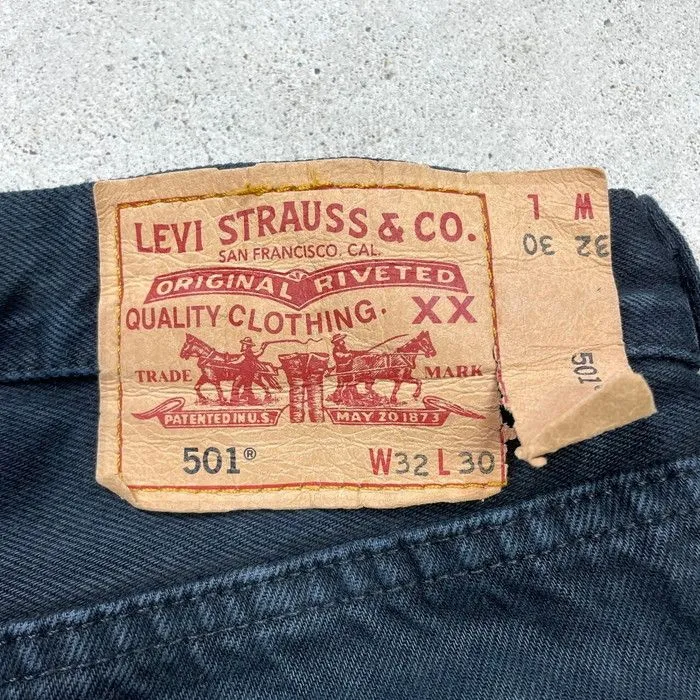 LEVI STRAUSS & CO.
SAN FRANCISCO, CAL.
ORIGINAL RIVETED
QUALITY CLOTHING. XX
TRADE MARK
PATENTED IN U.S. MAY 20 1873
501® W32 L30
W L
32 30
501